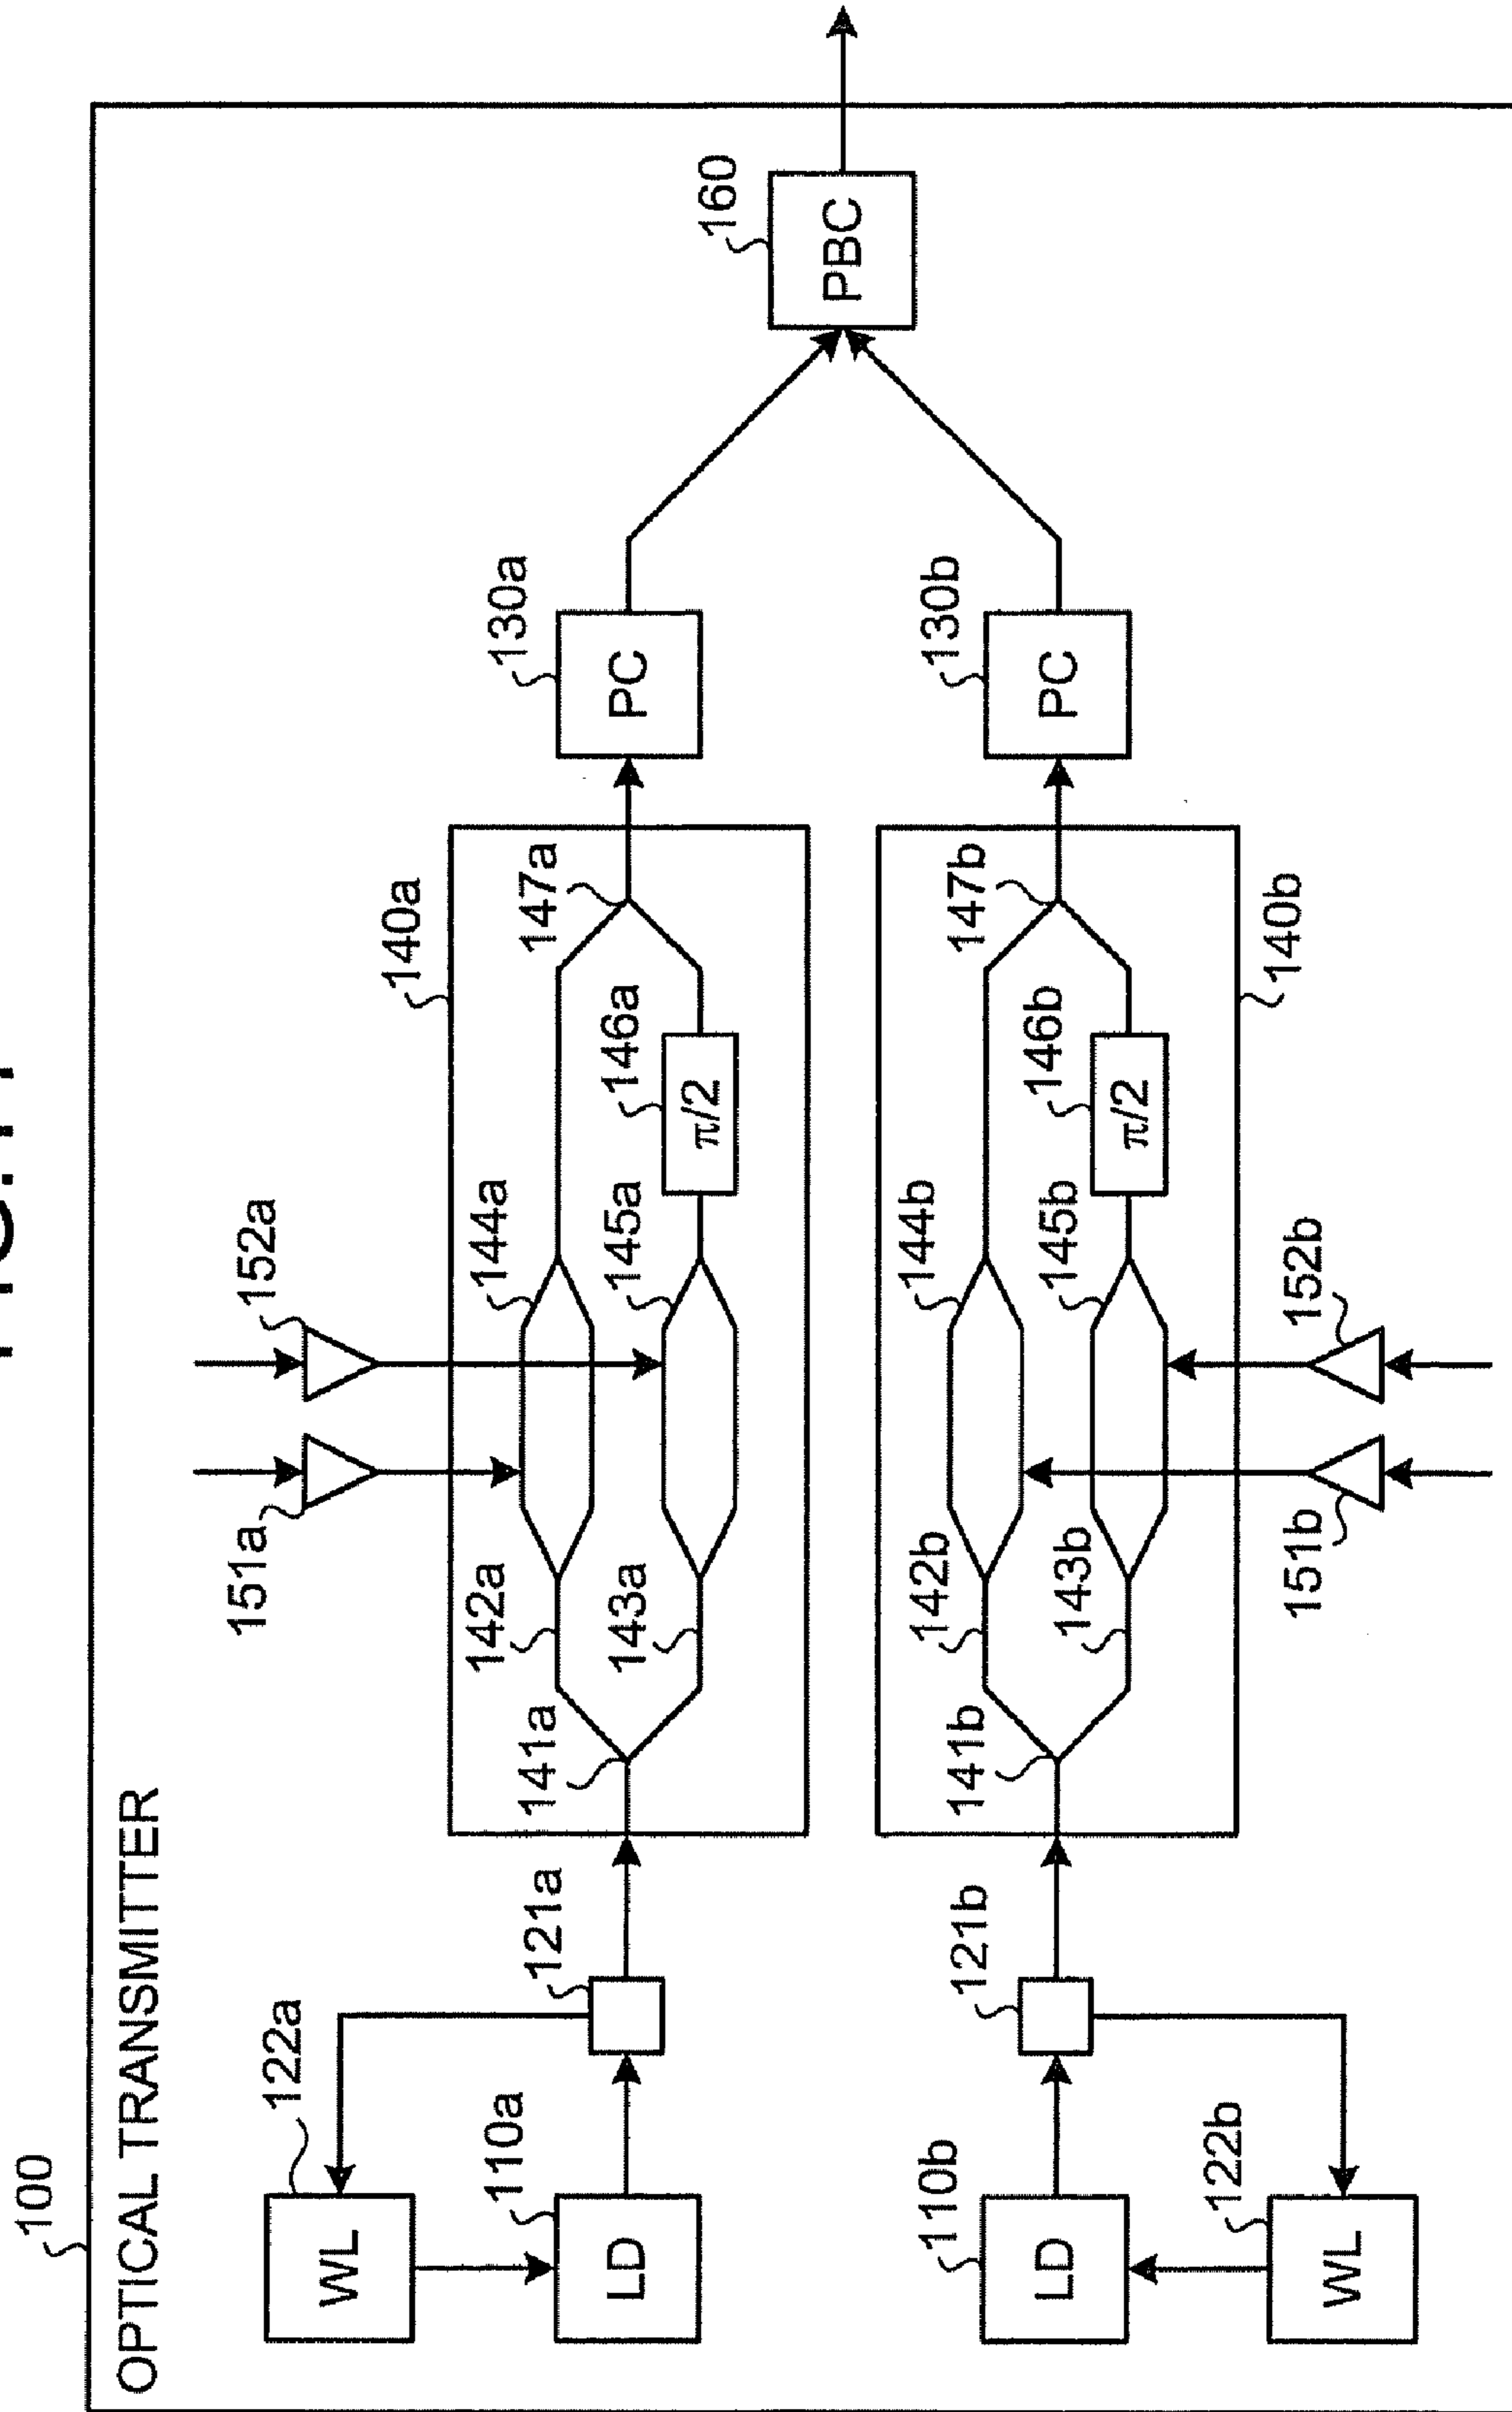 100
OPTICAL TRANSMITTER
151a
152a
122a
WL
110a
LD
121a
140a
141a
142a
143a
144a
145a
146a
π/2
147a
130a
PC
160
PBC
110b
LD
122b
WL
121b
141b
142b
143b
144b
145b
146b
π/2
147b
140b
130b
PC
151b
152b